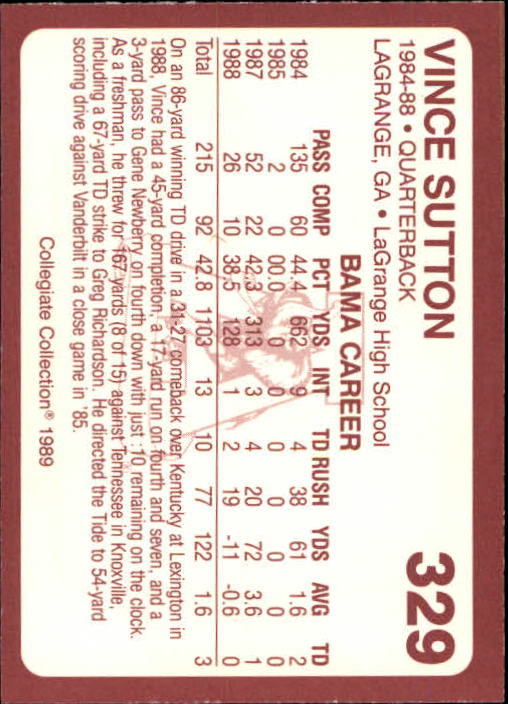 VINCE SUTTON 329
1984-88 • QUARTERBACK
LAGRANGE, GA • LaGrange High School
BAMA CAREER
PASS COMP PCT YDS INT TD RUSH YDS AVG TD
1984 135 60 44.4 662 9 4 38 61 1.6 2
1985 2 0 00.0 0 0 0 0 0 0 0
1987 52 22 42.3 313 3 4 20 72 3.6 1
1988 26 10 38.5 128 1 2 19 -11 -0.6 0
Total 215 92 42.8 1103 13 10 77 122 1.6 3
On an 86-yard winning TD drive in a 31-27 comeback over Kentucky at Lexington in
1988, Vince had a 45-yard completion, a 17-yard run on fourth and seven, and a
3-yard pass to Gene Newberry on fourth down with just :10 remaining on the clock.
As a freshman, he threw for 167 yards (8 of 15) against Tennessee in Knoxville,
including a 67-yard TD strike to Greg Richardson. He directed the Tide to 54-yard
scoring drive against Vanderbilt in a close game in '85.
Collegiate Collection® 1989